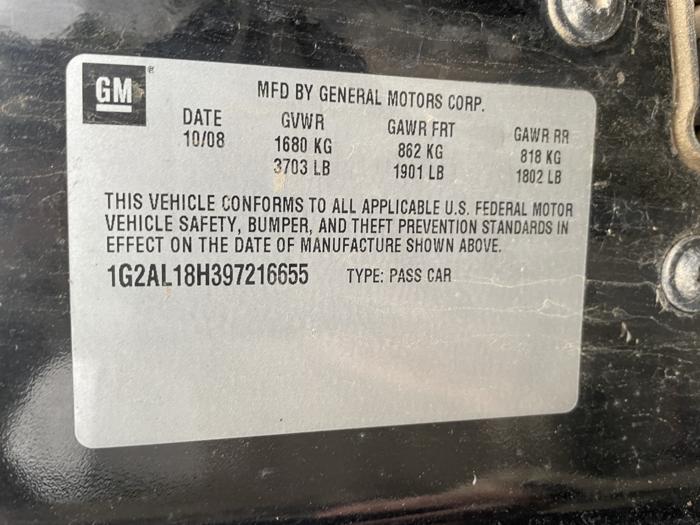 GM ®
MFD BY GENERAL MOTORS CORP.
DATE GVWR GAWR FRT GAWR RR
10/08 1680 KG 862 KG 818 KG
3703 LB 1901 LB 1802 LB
THIS VEHICLE CONFORMS TO ALL APPLICABLE U.S. FEDERAL MOTOR
VEHICLE SAFETY, BUMPER, AND THEFT PREVENTION STANDARDS IN
EFFECT ON THE DATE OF MANUFACTURE SHOWN ABOVE.
1G2AL18H397216655 TYPE: PASS CAR